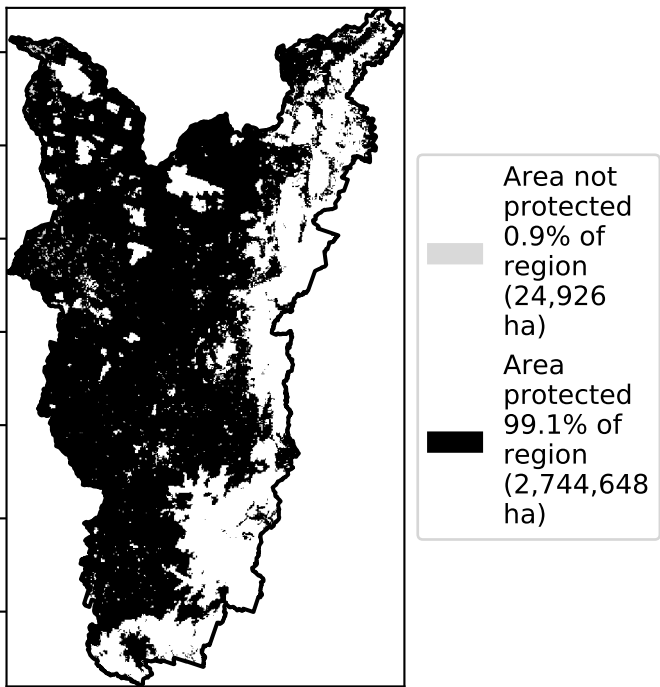 Area not
protected
0.9% of
region
(24,926
ha)
Area
protected
99.1% of
region
(2,744,648
ha)